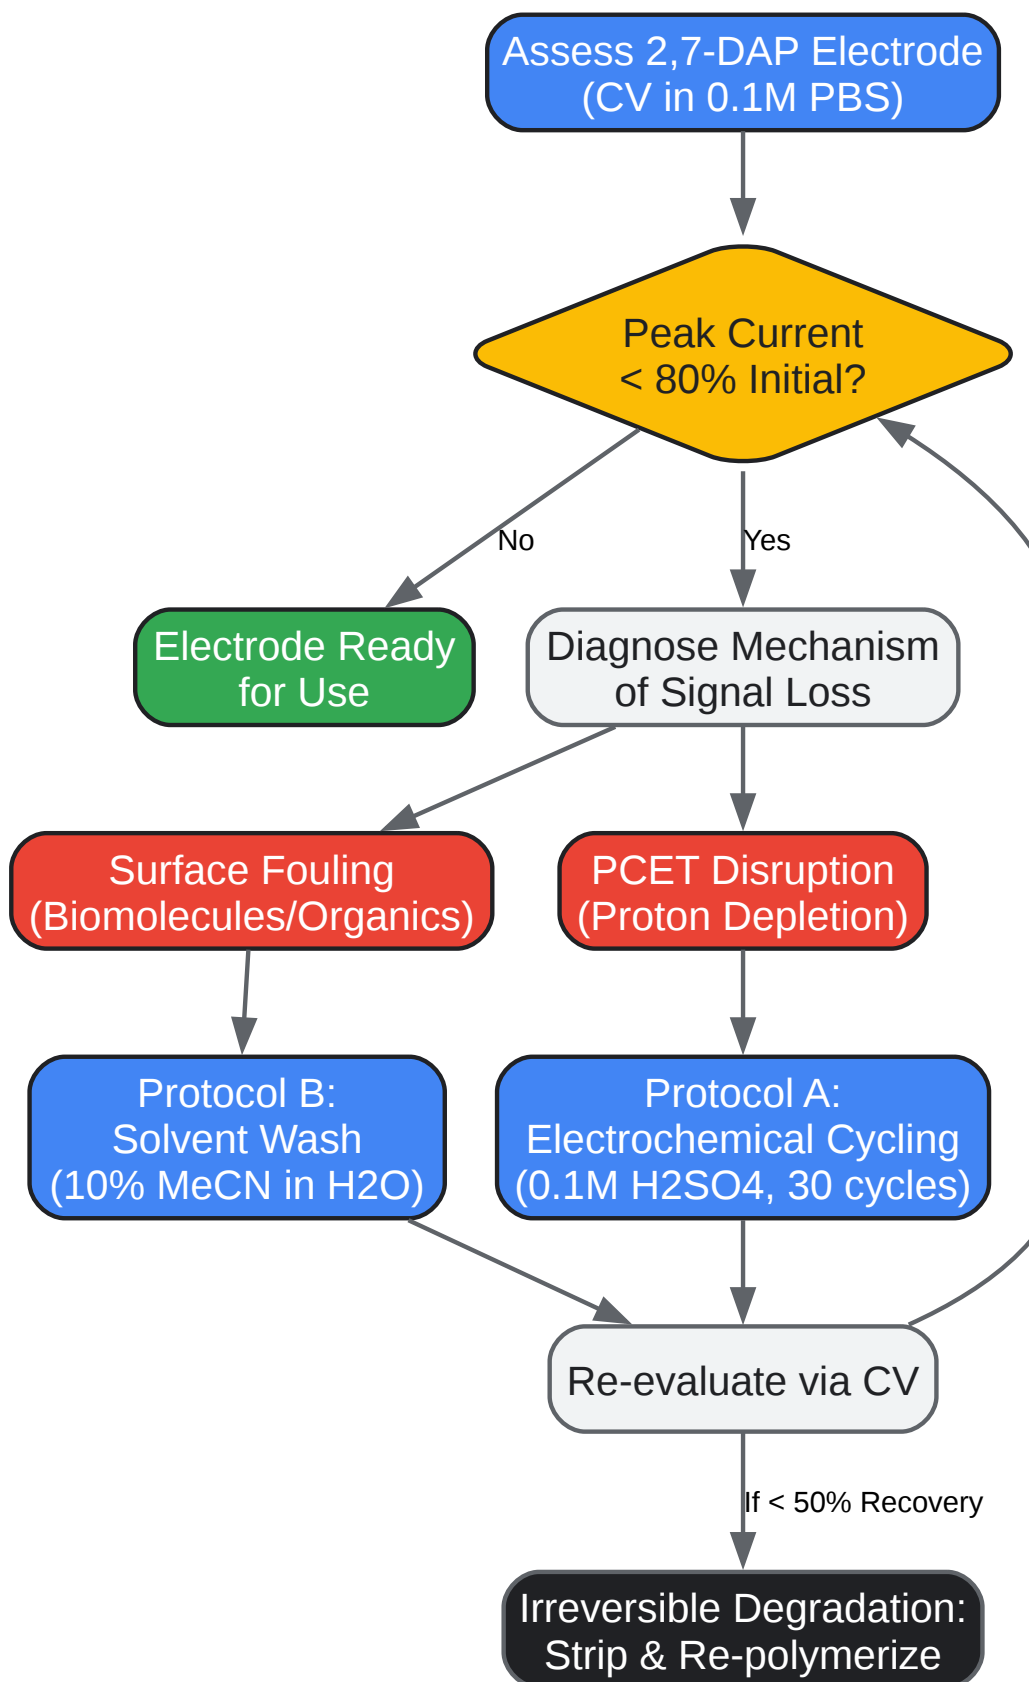 Assess 2,7-DAP Electrode
(CV in 0.1M PBS)
Peak Current
< 80% Initial?
No
Yes
Electrode Ready
for Use
Diagnose Mechanism
of Signal Loss
Surface Fouling
(Biomolecules/Organics)
PCET Disruption
(Proton Depletion)
Protocol B:
Solvent Wash
(10% MeCN in H2O)
Protocol A:
Electrochemical Cycling
(0.1M H2SO4, 30 cycles)
Re-evaluate via CV
If < 50% Recovery
Irreversible Degradation:
Strip & Re-polymerize